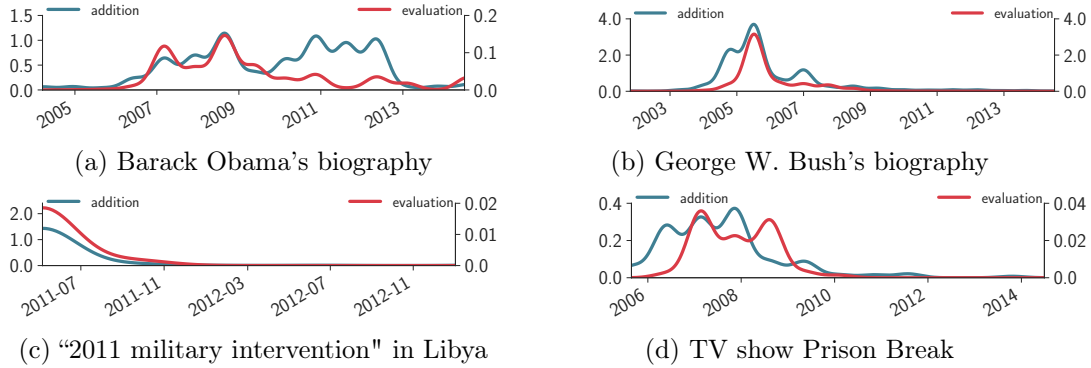 addition evaluation
1.5 0.2
1.0
0.5 0.1
0.0 0.0
2005 2007 2009 2011 2013
(a) Barack Obama's biography
addition evaluation
4.0 4.0
2.0 2.0
0.0 0.0
2003 2005 2007 2009 2011 2013
(b) George W. Bush's biography
addition evaluation
0.02
2.0
1.0 0.01
0.0 0.0
2011-07 2011-11 2012-03 2012-07 2012-11
(c) “2011 military intervention" in Libya
addition evaluation
0.4 0.04
0.2 0.02
0.0 0.0
2006 2008 2010 2012 2014
(d) TV show Prison Break